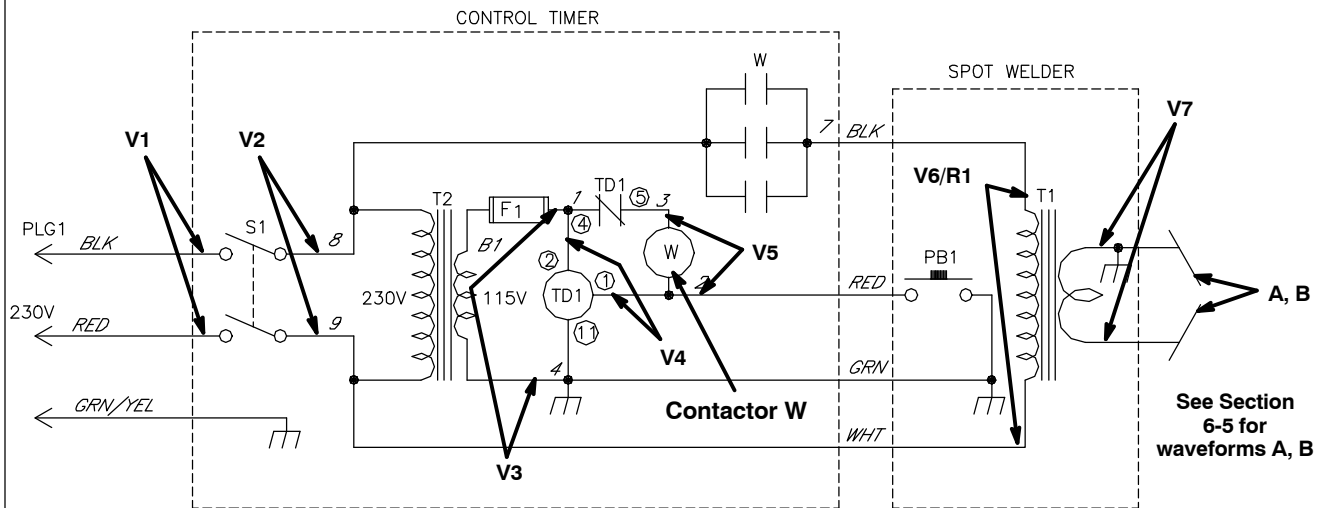 CONTROL TIMER
W
SPOT WELDER
V1
V2
7
BLK
V7
V6/R1
T2
F1
1
TD1
5
3
T1
PLG1
BLK
S1
8
B1
4
W
V5
PB1
2
230V
115V
TD1
1
2
RED
A, B
230V
RED
9
11
V4
4
GRN
GRN/YEL
Contactor W
See Section
6-5 for
waveforms A, B
WHT
V3